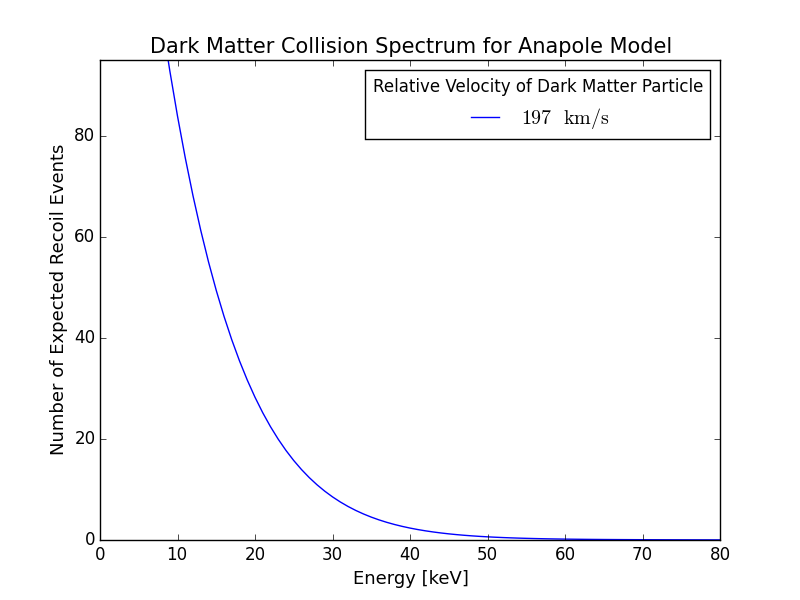 Dark Matter Collision Spectrum for Anapole Model
Relative Velocity of Dark Matter Particle
197 km/s
Number of Expected Recoil Events
80
60
40
20
0
0 10 20 30 40 50 60 70 80
Energy [keV]